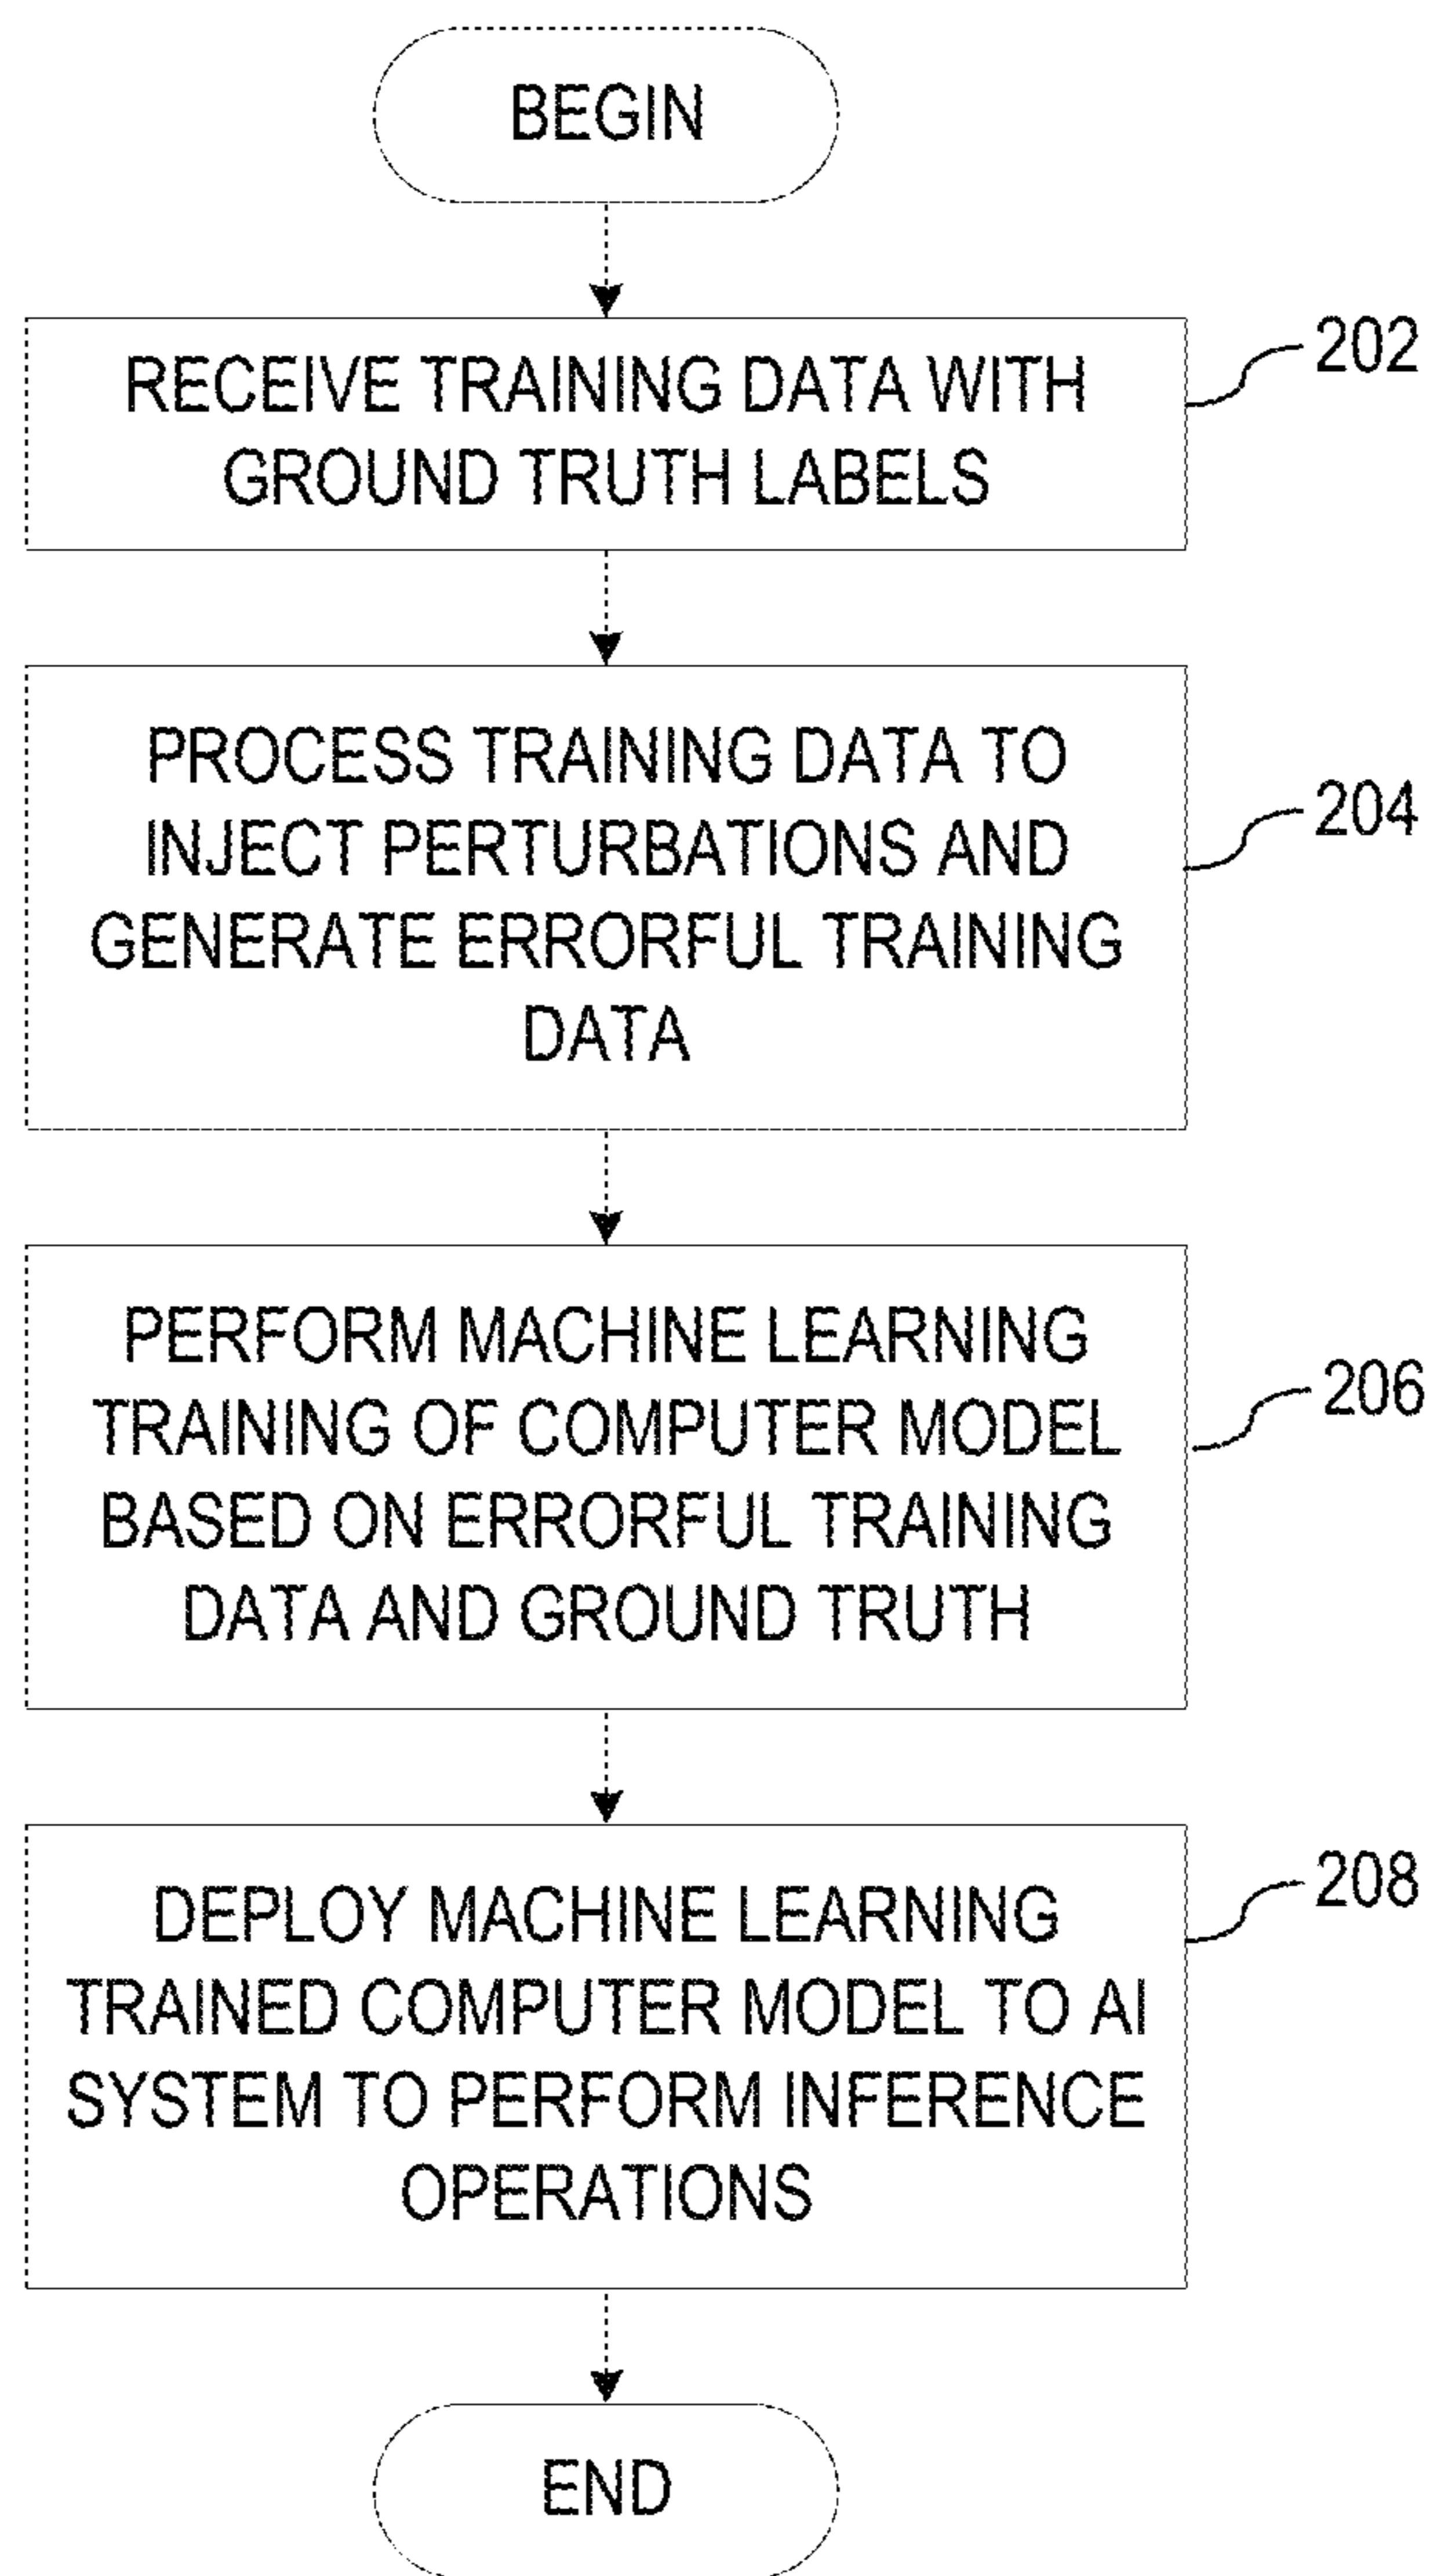 BEGIN
RECEIVE TRAINING DATA WITH
GROUND TRUTH LABELS
202
PROCESS TRAINING DATA TO
INJECT PERTURBATIONS AND
GENERATE ERRORFUL TRAINING
DATA
204
PERFORM MACHINE LEARNING
TRAINING OF COMPUTER MODEL
BASED ON ERRORFUL TRAINING
DATA AND GROUND TRUTH
206
DEPLOY MACHINE LEARNING
TRAINED COMPUTER MODEL TO AI
SYSTEM TO PERFORM INFERENCE
OPERATIONS
208
END